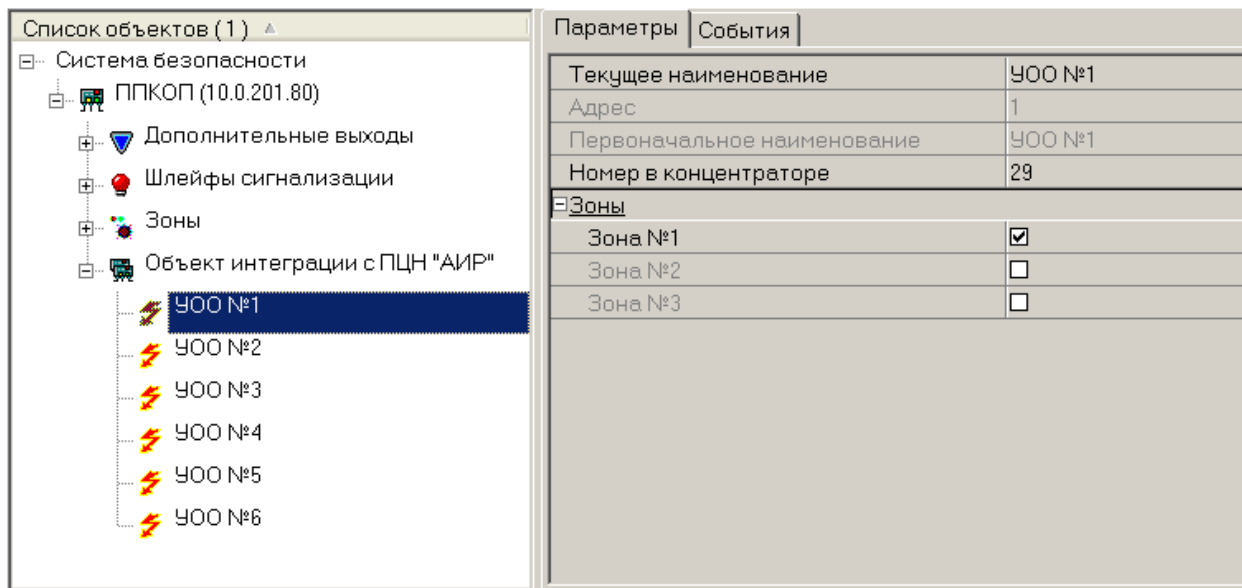 Список объектов (1)
Система безопасности
ППКОП (10.0.201.80)
Дополнительные выходы
Шлейфы сигнализации
Зоны
Объект интеграции с ПЦН "АИР"
УОО №1
УОО №2
УОО №3
УОО №4
УОО №5
УОО №6
Параметры События
Текущее наименование УОО №1
Адрес 1
Первоначальное наименование УОО №1
Номер в концентраторе 29
Зоны
Зона №1
Зона №2
Зона №3